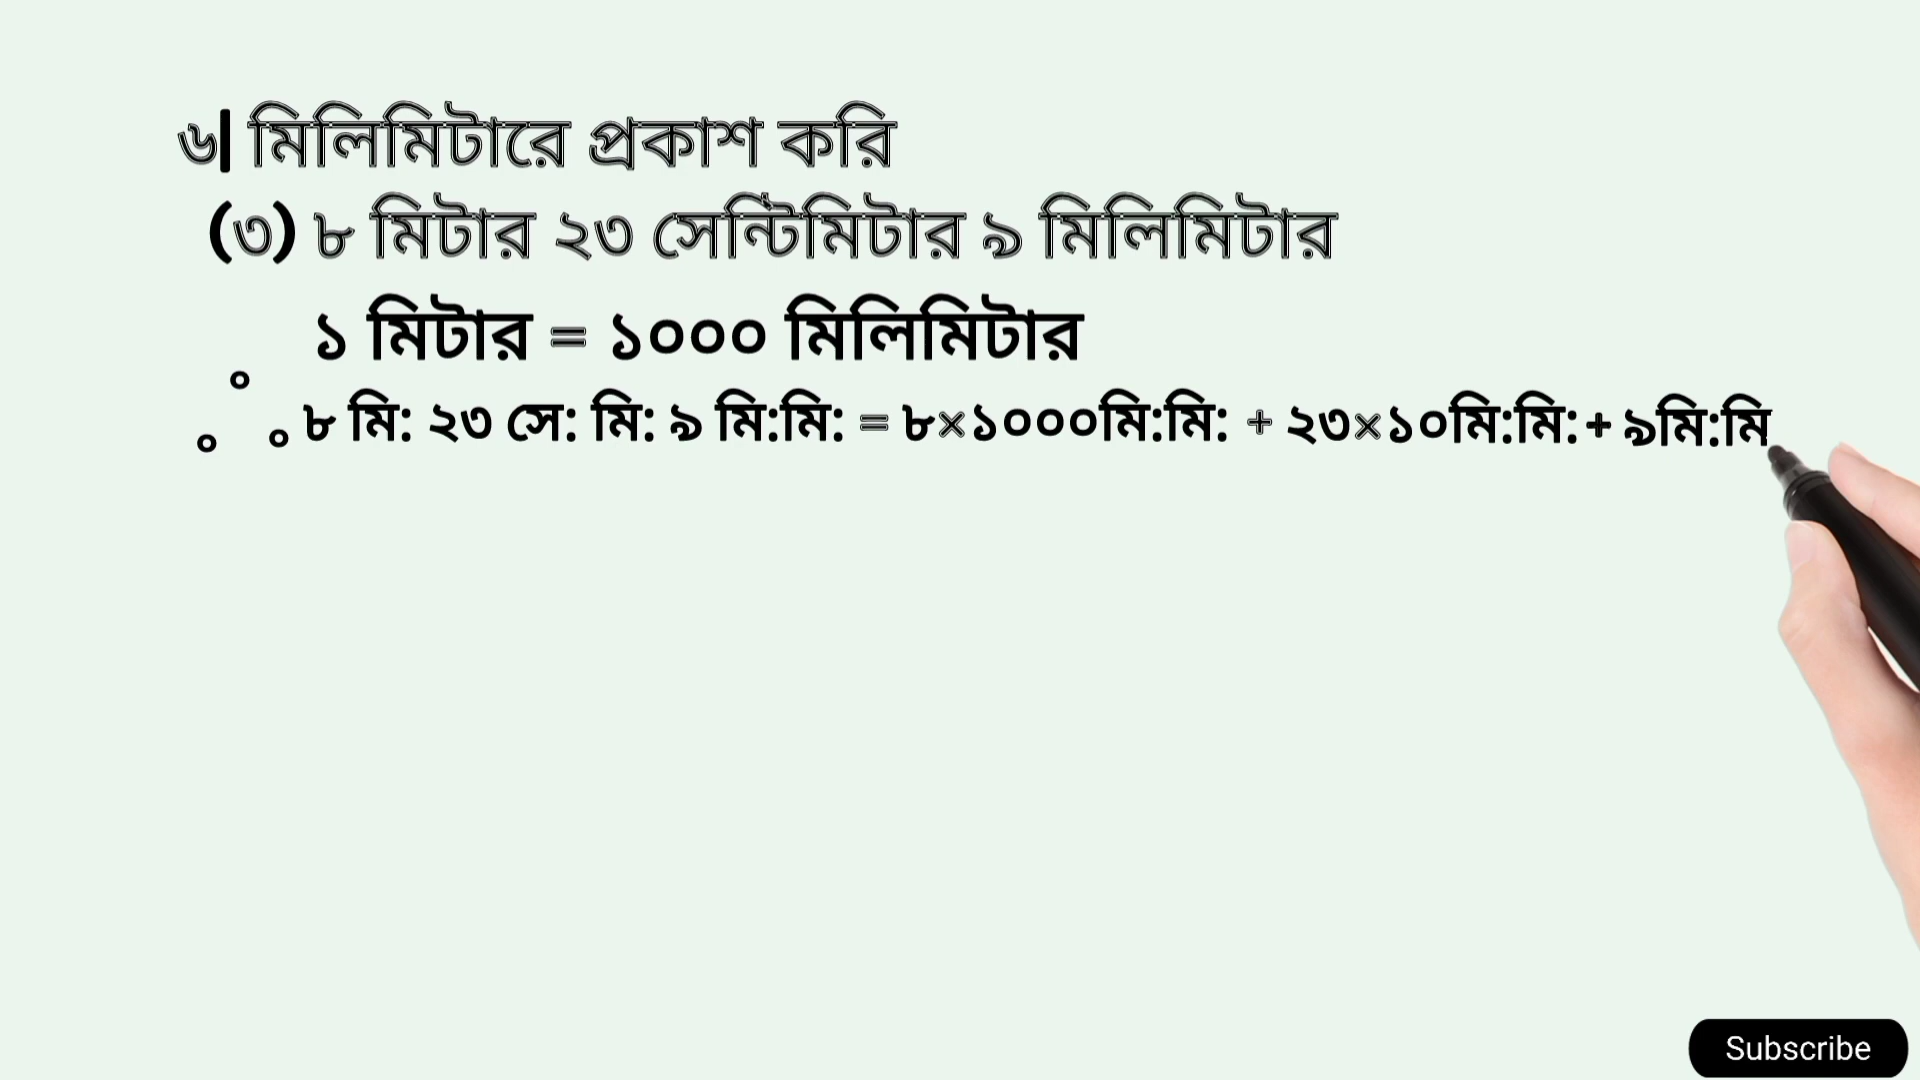 ৬| মিলিমিটারে প্রকাশ করি
(৩) ৮ মিটার ২৩ সেন্টিমিটার ৯ মিলিমিটার
১ মিটার = ১০০০ মিলিমিটার
∴ ৮ মি: ২৩ সে: মি: ৯ মি:মি: = ৮×১০০০মি:মি: + ২৩×১০মি:মি: + ৯মি:মি
Subscribe